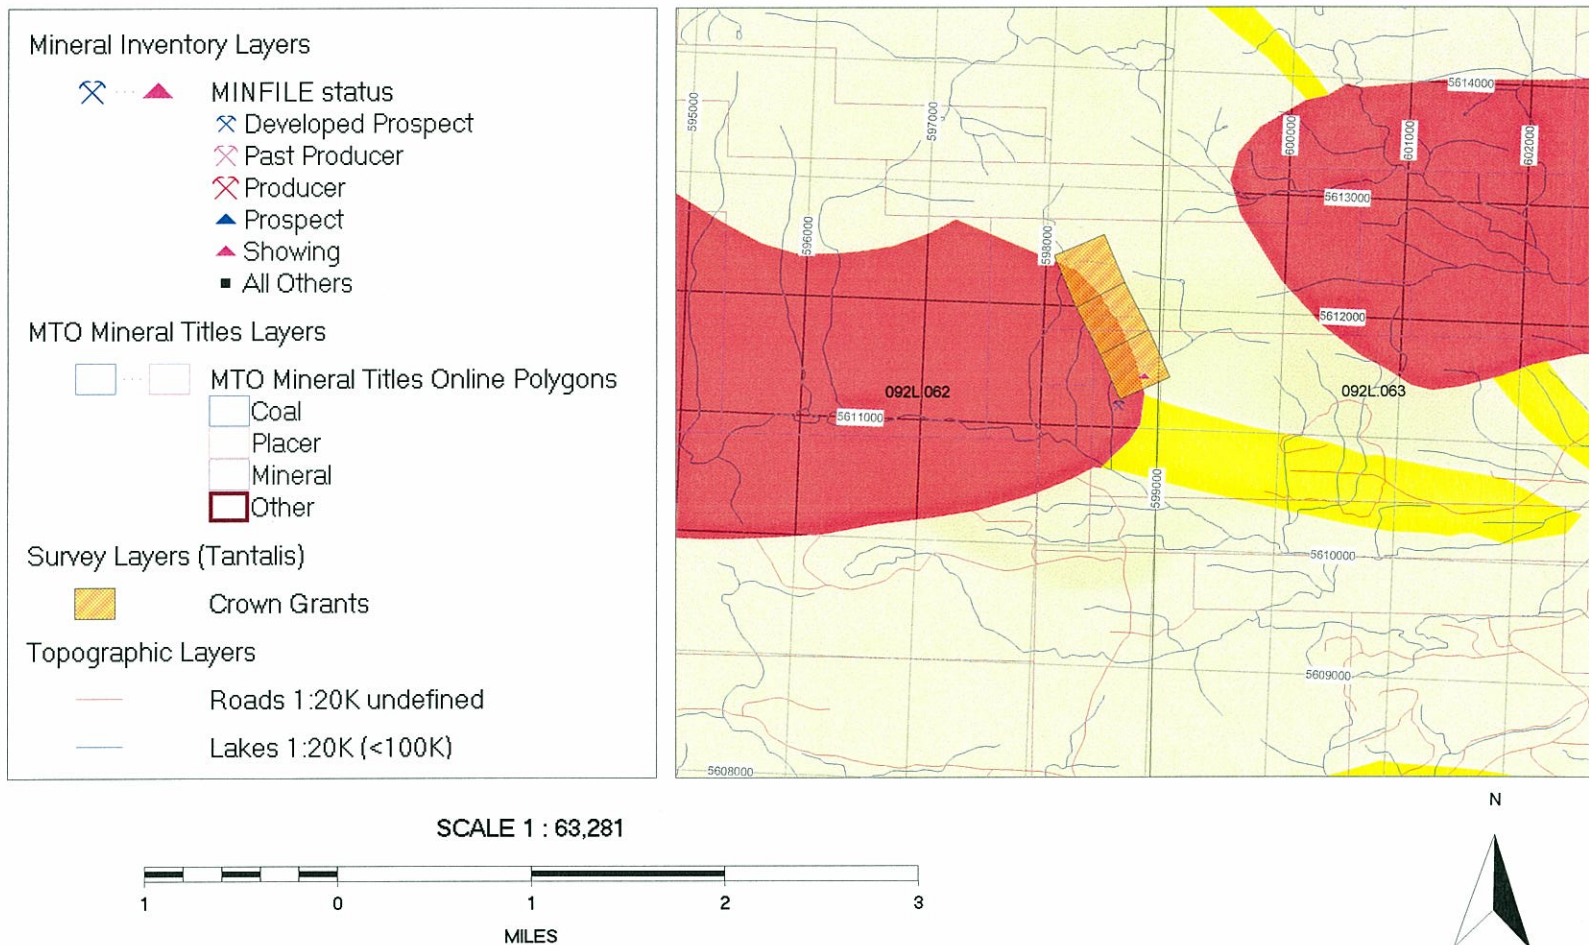 Mineral Inventory Layers
MINFILE status
Developed Prospect
Past Producer
Producer
Prospect
Showing
All Others
MTO Mineral Titles Layers
MTO Mineral Titles Online Polygons
Coal
Placer
Mineral
Other
Survey Layers (Tantalis)
Crown Grants
Topographic Layers
Roads 1:20K undefined
Lakes 1:20K (<100K)
5614000
595000
597000
600000
601000
602000
5613000
596000
598000
5612000
092L.062
092L.063
5611000
599000
5610000
5609000
5608000
SCALE 1 : 63,281
1 0 1 2 3
MILES
N